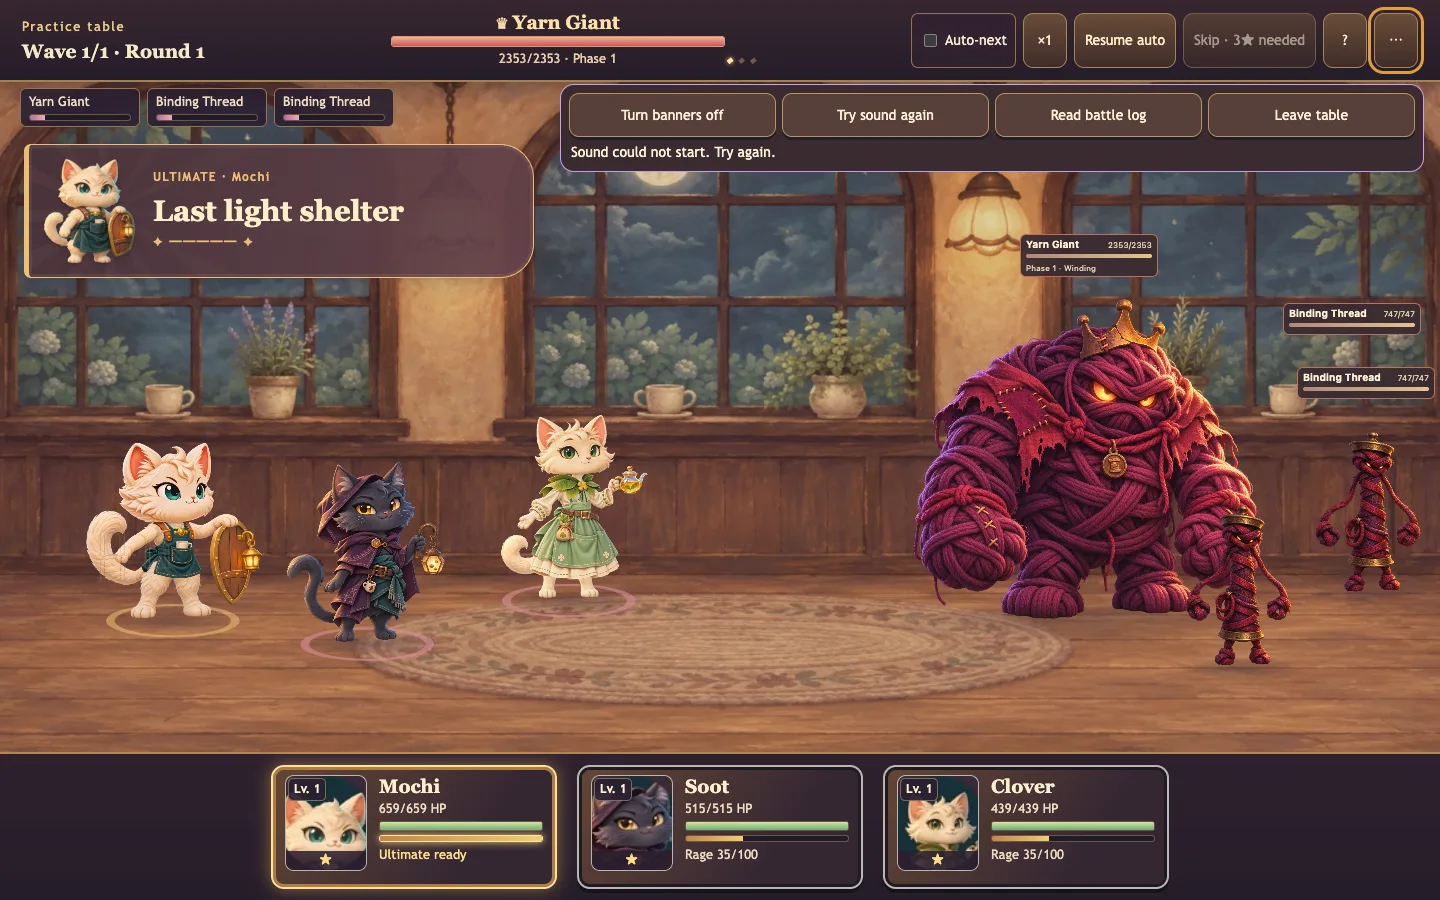 Practice table
Wave 1/1 · Round 1
♛ Yarn Giant
2353/2353 · Phase 1
Auto-next
×1
Resume auto
Skip · 3★ needed
?
...
Yarn Giant
Binding Thread
Binding Thread
Turn banners off
Try sound again
Read battle log
Leave table
Sound could not start. Try again.
ULTIMATE · Mochi
Last light shelter
Yarn Giant 2353/2353
Phase 1 · Winding
Binding Thread 747/747
Binding Thread 747/747
Lv. 1
Mochi
659/659 HP
Ultimate ready
Lv. 1
Soot
515/515 HP
Rage 35/100
Lv. 1
Clover
439/439 HP
Rage 35/100